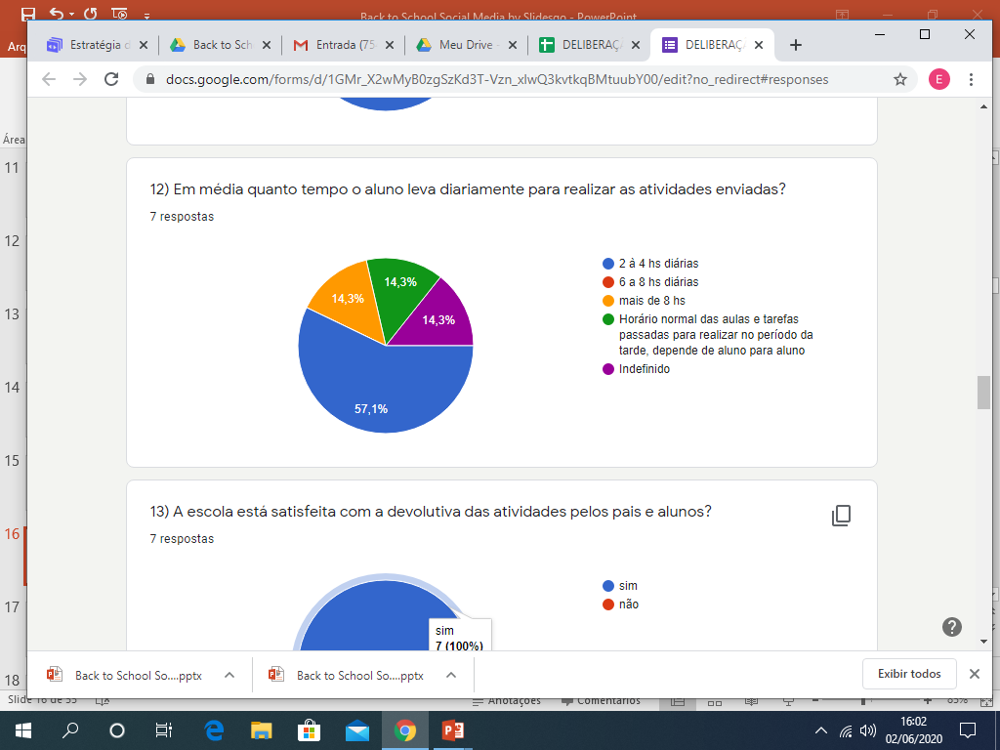 Back to School Social Media by Slidesgo - PowerPoint
Arq
Estratégia d
Back to Sch
Entrada (75
Meu Drive -
DELIBERAÇ
DELIBERAÇ
docs.google.com/forms/d/1GMr_X2wMyB0zgSzKd3T-Vzn_xlwQ3kvtkqBMtuubY00/edit?no_redirect#responses
E
Área
11
12
13
14
15
16
17
18
12) Em média quanto tempo o aluno leva diariamente para realizar as atividades enviadas?
7 respostas
14,3%
14,3%
14,3%
57,1%
2 à 4 hs diárias
6 a 8 hs diárias
mais de 8 hs
Horário normal das aulas e tarefas
passadas para realizar no período da
tarde, depende de aluno para aluno
Indefinido
13) A escola está satisfeita com a devolutiva das atividades pelos pais e alunos?
7 respostas
sim
não
sim
7 (100%)
Back to School So....pptx
Back to School So....pptx
Exibir todos
Slide 16 de 53
Anotações
Comentários
85%
16:02
02/06/2020